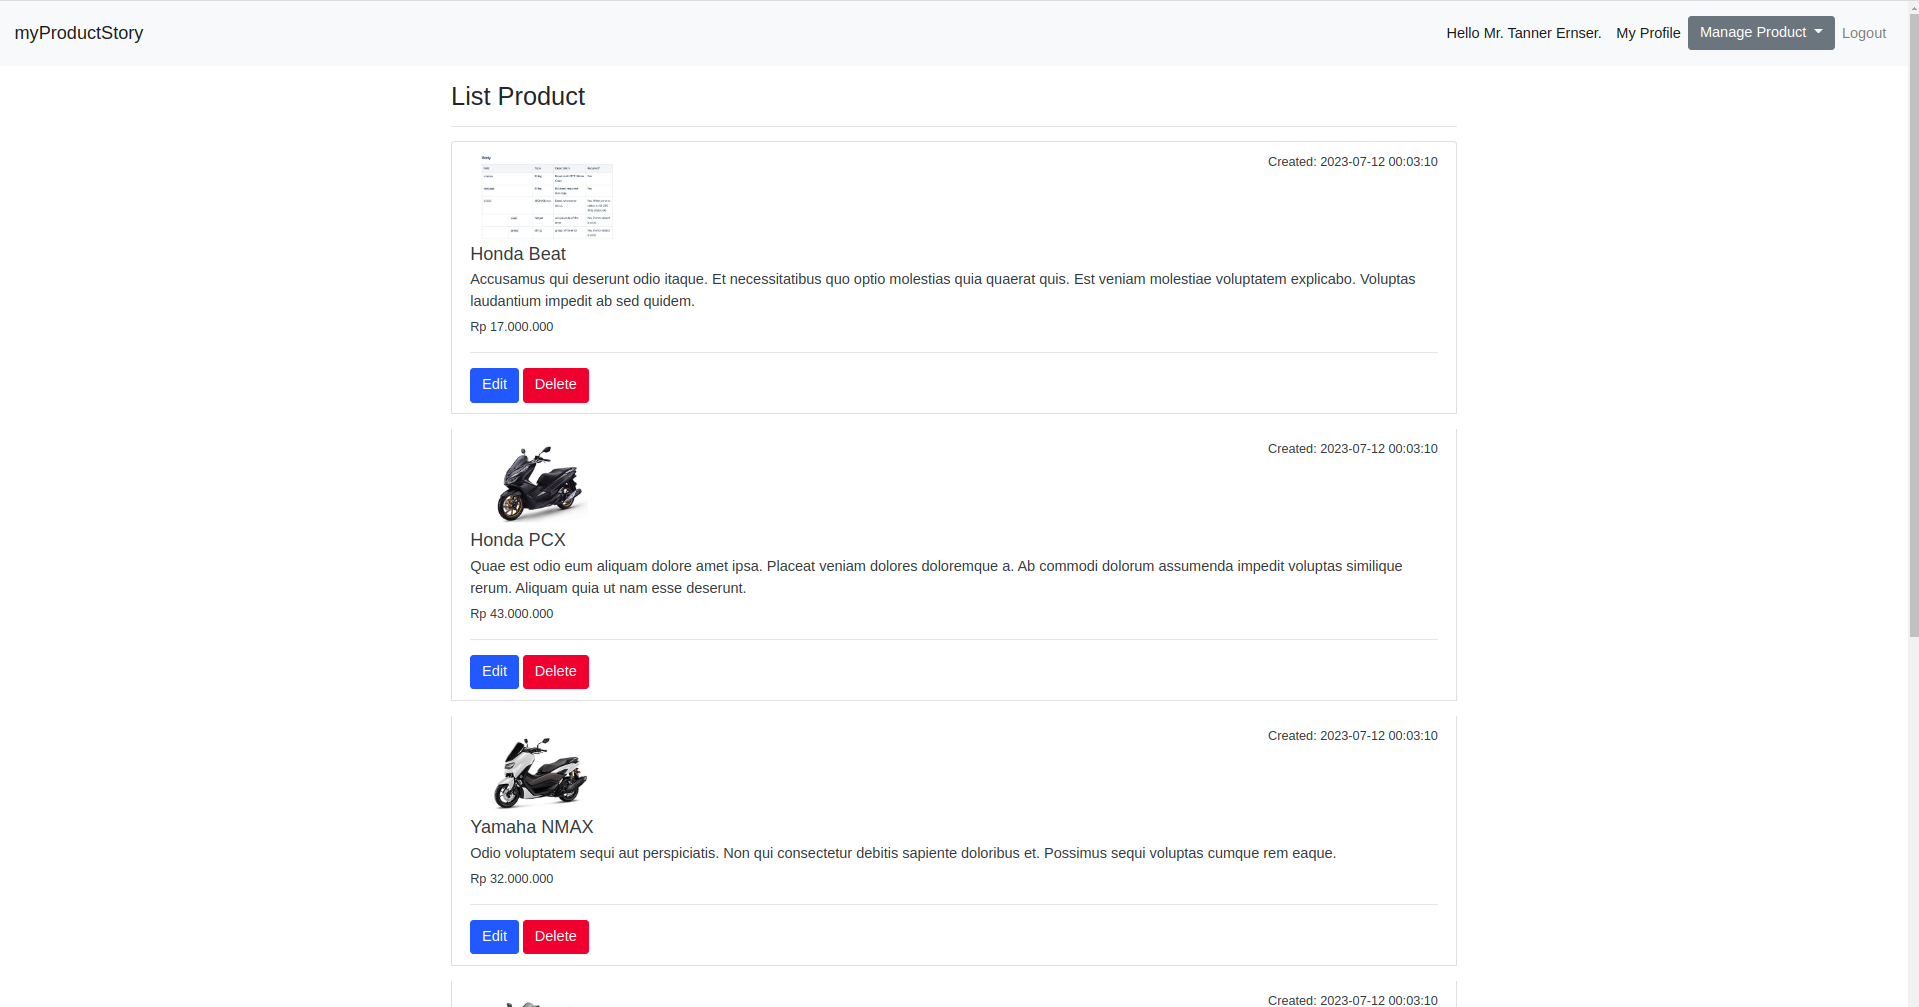 myProductStory
Hello Mr. Tanner Ernser.
My Profile
Manage Product
Logout
List Product
Created: 2023-07-12 00:03:10
Honda Beat
Accusamus qui deserunt odio itaque. Et necessitatibus quo optio molestias quia quaerat quis. Est veniam molestiae voluptatem explicabo. Voluptas
laudantium impedit ab sed quidem.
Rp 17.000.000
Edit
Delete
Created: 2023-07-12 00:03:10
Honda PCX
Quae est odio eum aliquam dolore amet ipsa. Placeat veniam dolores doloremque a. Ab commodi dolorum assumenda impedit voluptas similique
rerum. Aliquam quia ut nam esse deserunt.
Rp 43.000.000
Edit
Delete
Created: 2023-07-12 00:03:10
Yamaha NMAX
Odio voluptatem sequi aut perspiciatis. Non qui consectetur debitis sapiente doloribus et. Possimus sequi voluptas cumque rem eaque.
Rp 32.000.000
Edit
Delete
Created: 2023-07-12 00:03:10